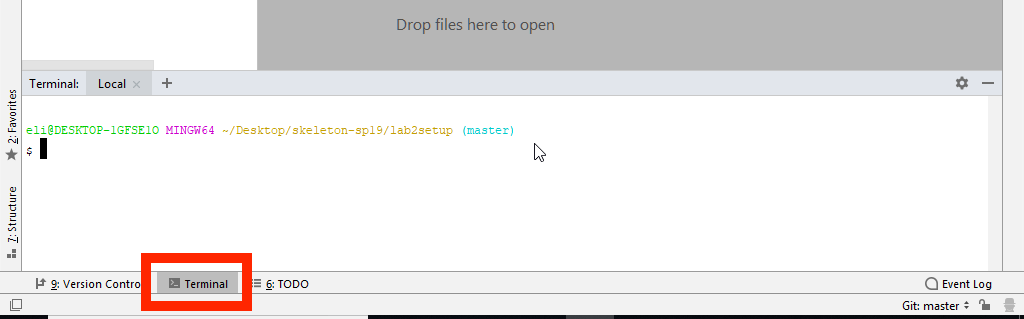 Drop files here to open
Terminal: Local × +
2: Favorites
eli@DESKTOP-1GFSE1O MINGW64 ~/Desktop/skeleton-sp19/lab2setup (master)
$
7: Structure
9: Version Contro
Terminal
6: TODO
Event Log
Git: master